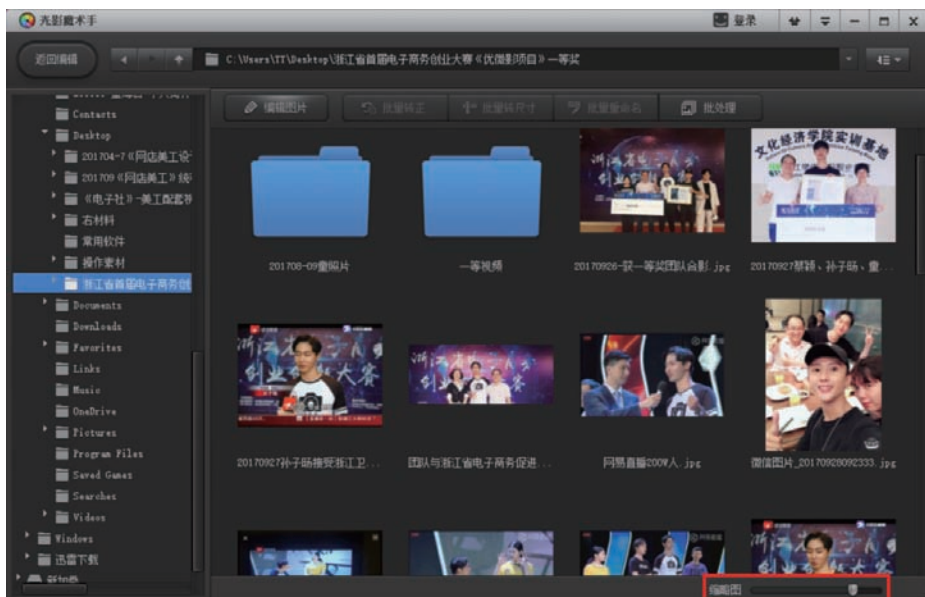 光影魔术手
登录
返回编辑
C:\Users\TT\Desktop\浙江省首届电子商务创业大赛《优微影项目》一等奖
编辑图片 批量转正 批量转尺寸 批量重命名 批处理
Contacts
Desktop
201704-7《网店美工设
201709《网店美工》统
《电子社》-美工配套视
右材料
常用软件
操作素材
浙江省首届电子商务创
Documents
Downloads
Favorites
Links
Music
OneDrive
Pictures
Program Files
Saved Games
Searches
Videos
Windows
迅雷下载
新加卷
文化经济学院实训基地
201708-09童照片
一等视频
20170926-获一等奖团队合影.jpg
20170927蔡颖、孙子旸、童...
20170927孙子旸接受浙江卫...
团队与浙江省电子商务促进...
网易直播200W人.jpg
微信图片_20170928092333.jpg
缩略图